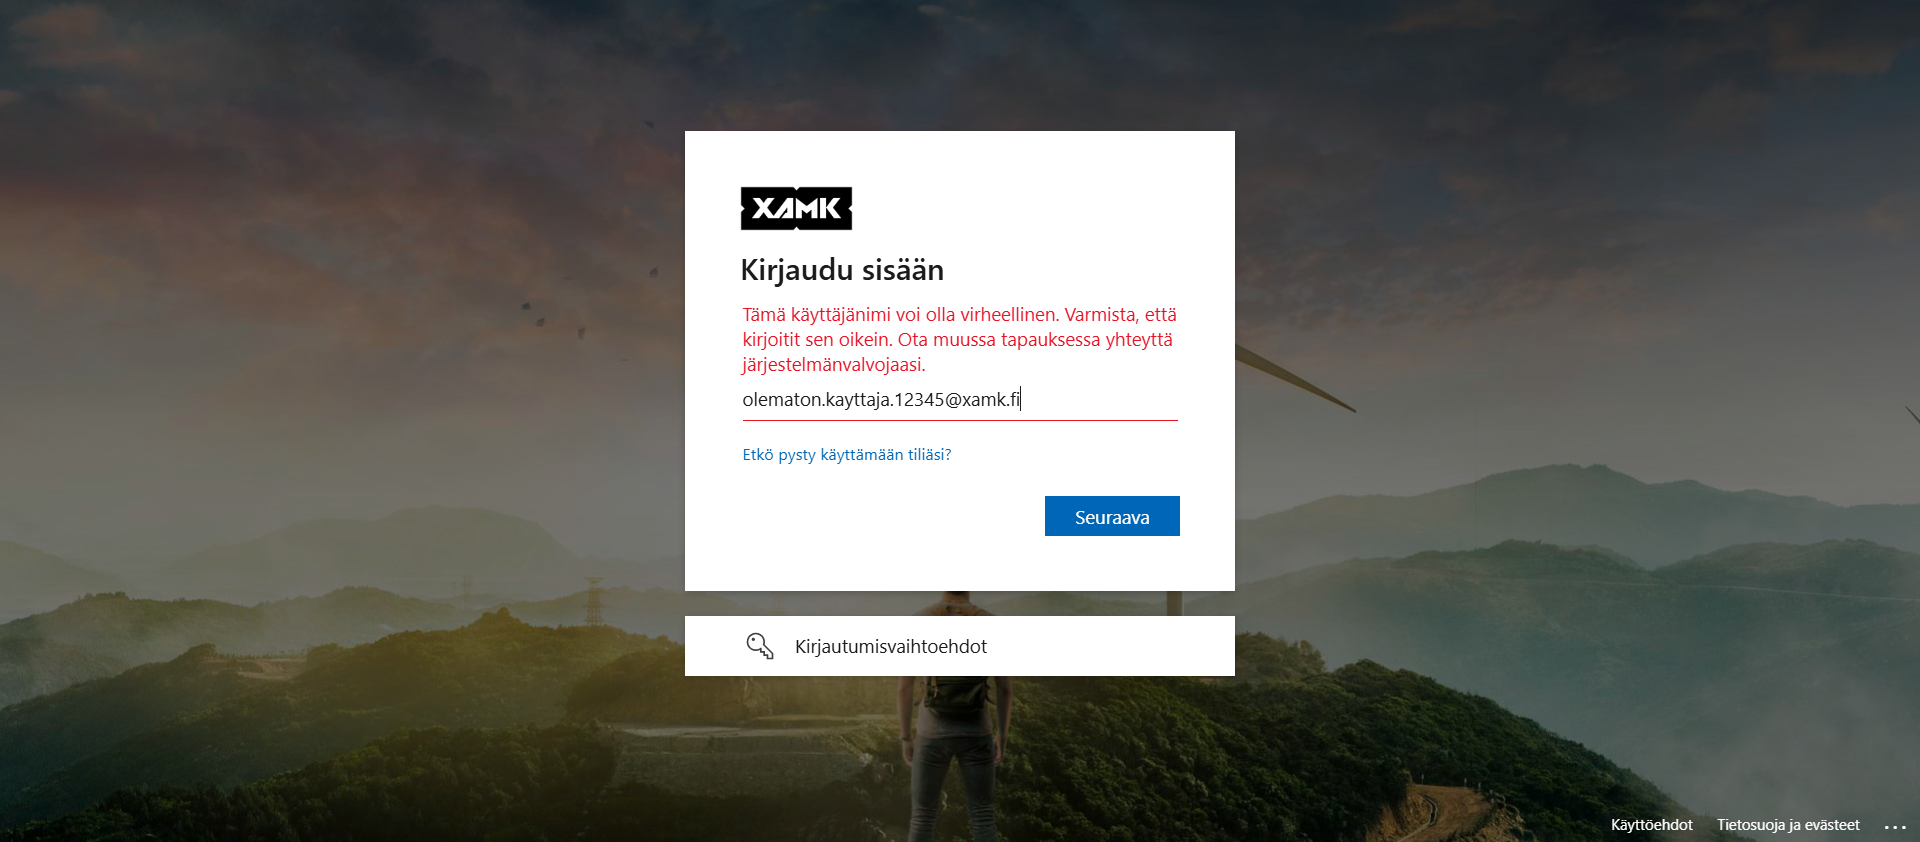 XAMK
Kirjaudu sisään
Tämä käyttäjänimi voi olla virheellinen. Varmista, että
kirjoitit sen oikein. Ota muussa tapauksessa yhteyttä
järjestelmänvalvojaasi.
olematon.kayttaja.12345@xamk.fi
Etkö pysty käyttämään tiliäsi?
Seuraava
Kirjautumisvaihtoehdot
Käyttöehdot
Tietosuoja ja evästeet
...